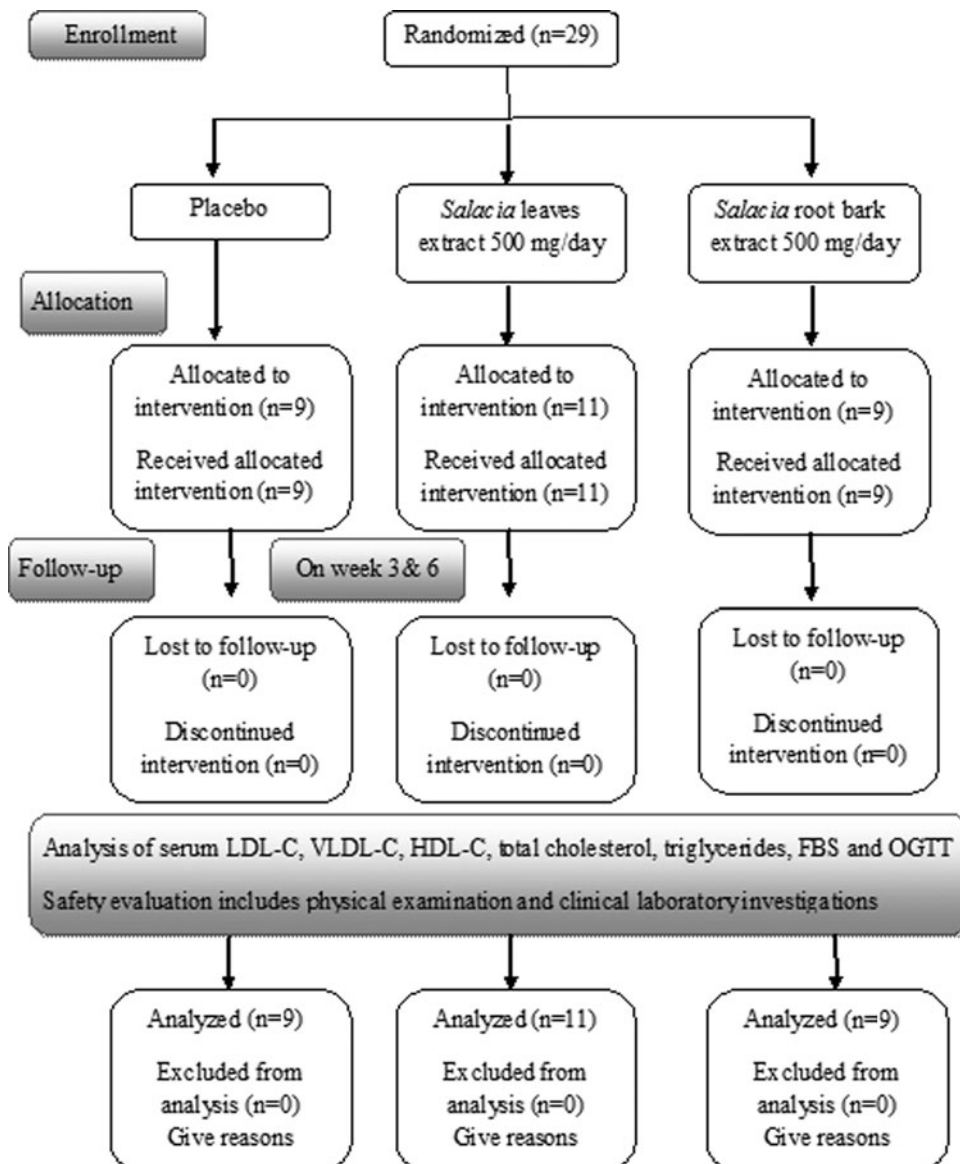 Enrollment
Randomized (n=29)
Placebo
Salacia leaves
extract 500 mg/day
Salacia root bark
extract 500 mg/day
Allocation
Allocated to
intervention (n=9)
Received allocated
intervention (n=9)
Allocated to
intervention (n=11)
Received allocated
intervention (n=11)
Allocated to
intervention (n=9)
Received allocated
intervention (n=9)
Follow-up
On week 3 & 6
Lost to follow-up
(n=0)
Discontinued
intervention (n=0)
Lost to follow-up
(n=0)
Discontinued
intervention (n=0)
Lost to follow-up
(n=0)
Discontinued
intervention (n=0)
Analysis of serum LDL-C, VLDL-C, HDL-C, total cholesterol, triglycerides, FBS and OGTT
Safety evaluation includes physical examination and clinical laboratory investigations
Analyzed (n=9)
Excluded from
analysis (n=0)
Give reasons
Analyzed (n=11)
Excluded from
analysis (n=0)
Give reasons
Analyzed (n=9)
Excluded from
analysis (n=0)
Give reasons